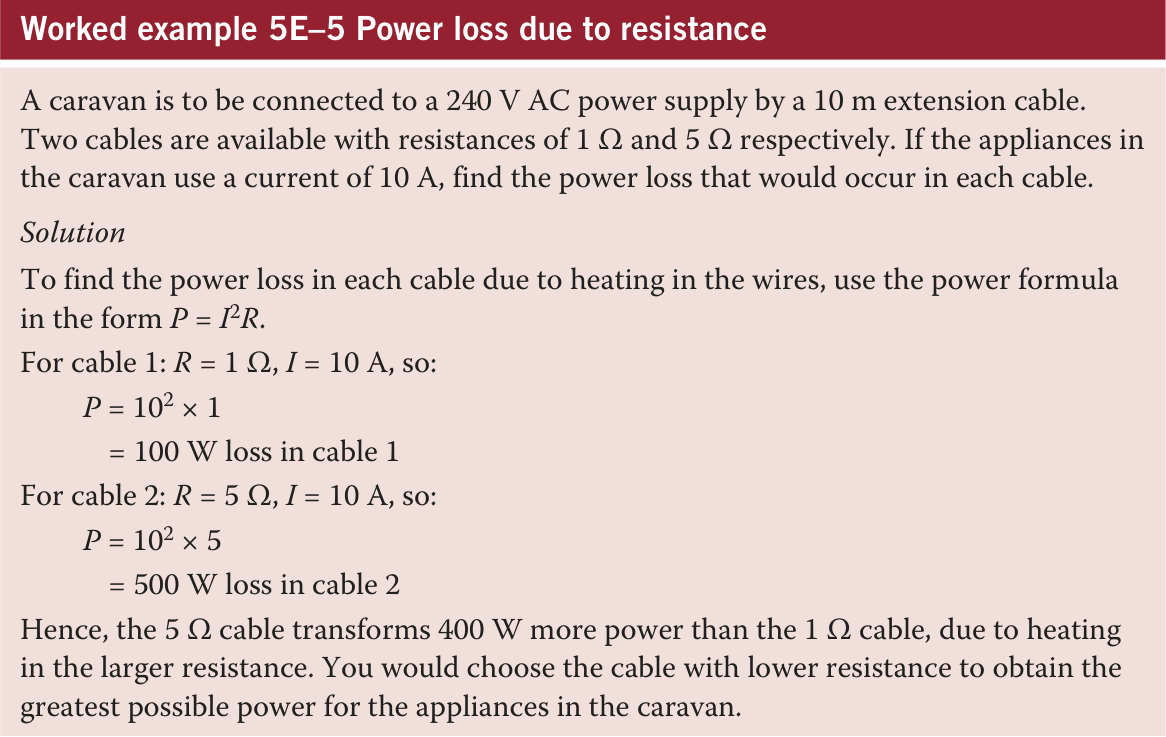 Worked example 5E–5 Power loss due to resistance
A caravan is to be connected to a 240 V AC power supply by a 10 m extension cable.
Two cables are available with resistances of 1 Ω and 5 Ω respectively. If the appliances in
the caravan use a current of 10 A, find the power loss that would occur in each cable.
Solution
To find the power loss in each cable due to heating in the wires, use the power formula
in the form P = I²R.
For cable 1: R = 1 Ω, I = 10 A, so:
P = 10² × 1
= 100 W loss in cable 1
For cable 2: R = 5 Ω, I = 10 A, so:
P = 10² × 5
= 500 W loss in cable 2
Hence, the 5 Ω cable transforms 400 W more power than the 1 Ω cable, due to heating
in the larger resistance. You would choose the cable with lower resistance to obtain the
greatest possible power for the appliances in the caravan.